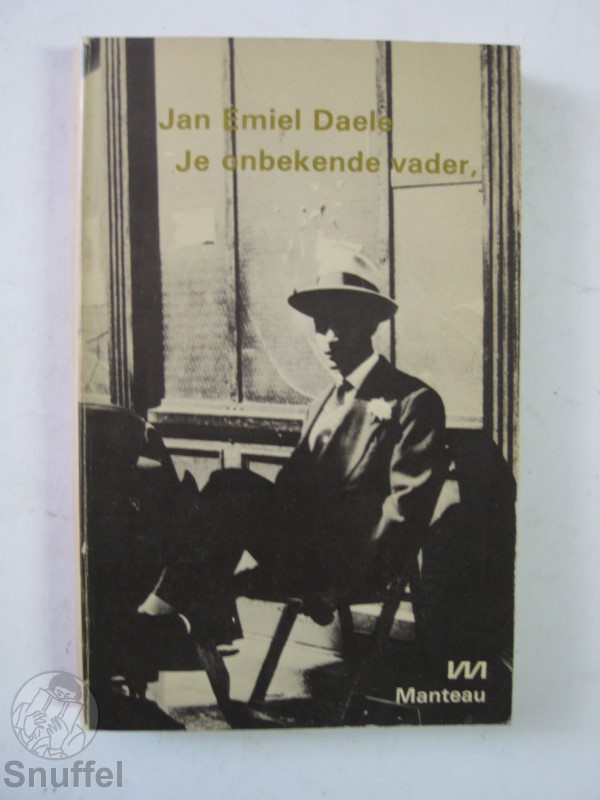 Jan Emiel Daele
Je onbekende vader,
Manteau
Snuffel